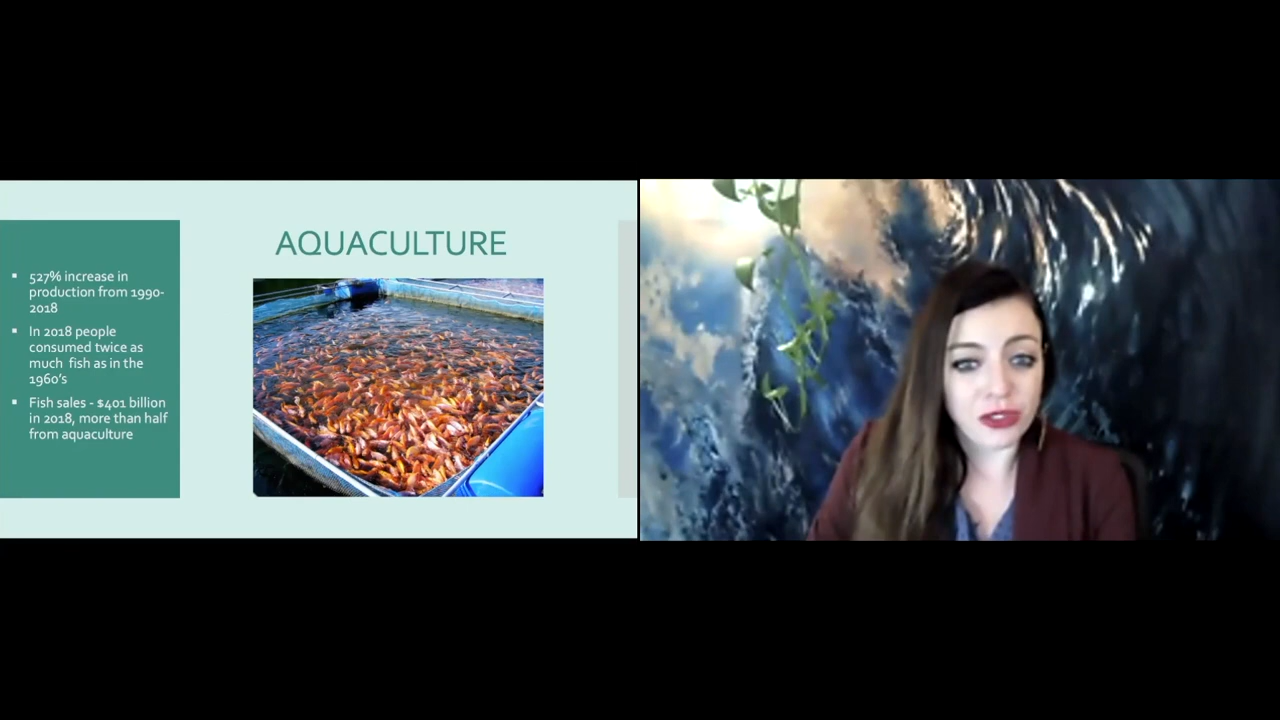 AQUACULTURE
▪ 527% increase in
production from 1990-
2018
▪ In 2018 people
consumed twice as
much fish as in the
1960's
▪ Fish sales - $401 billion
in 2018, more than half
from aquaculture